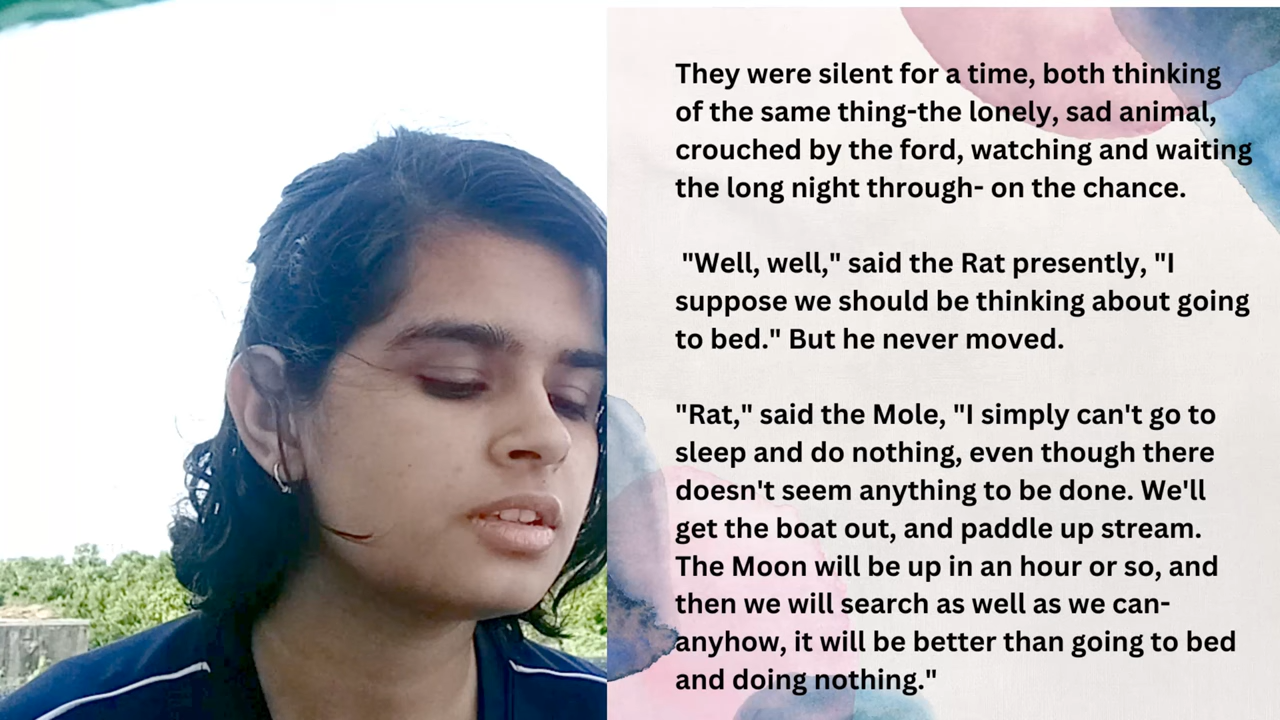 They were silent for a time, both thinking
of the same thing-the lonely, sad animal,
crouched by the ford, watching and waiting
the long night through- on the chance.
"Well, well," said the Rat presently, "I
suppose we should be thinking about going
to bed." But he never moved.
"Rat," said the Mole, "I simply can't go to
sleep and do nothing, even though there
doesn't seem anything to be done. We'll
get the boat out, and paddle up stream.
The Moon will be up in an hour or so, and
then we will search as well as we can-
anyhow, it will be better than going to bed
and doing nothing."